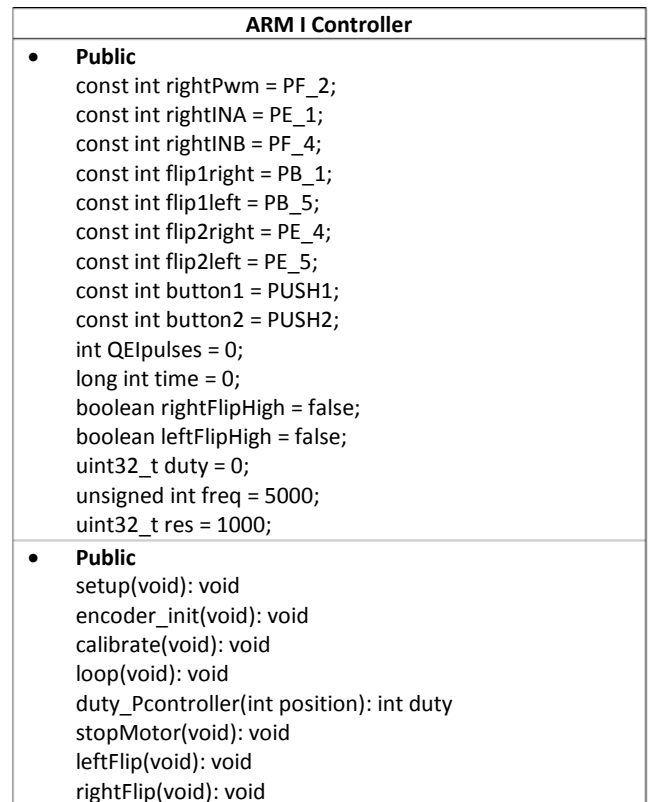 ARM I Controller
• Public
const int rightPwm = PF_2;
const int rightINA = PE_1;
const int rightINB = PF_4;
const int flip1right = PB_1;
const int flip1left = PB_5;
const int flip2right = PE_4;
const int flip2left = PE_5;
const int button1 = PUSH1;
const int button2 = PUSH2;
int QEIpulses = 0;
long int time = 0;
boolean rightFlipHigh = false;
boolean leftFlipHigh = false;
uint32_t duty = 0;
unsigned int freq = 5000;
uint32_t res = 1000;
• Public
setup(void): void
encoder_init(void): void
calibrate(void): void
loop(void): void
duty_Pcontroller(int position): int duty
stopMotor(void): void
leftFlip(void): void
rightFlip(void): void